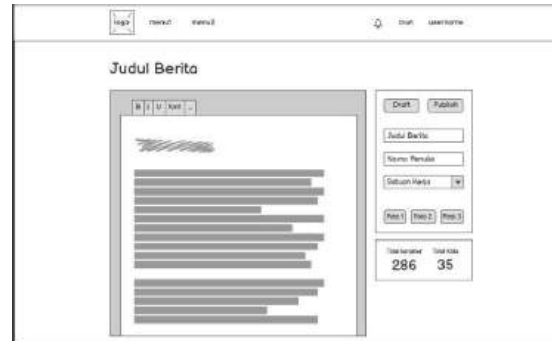 logo menu1 menu2 Draft username
Judul Berita
B I U font ...
Draft Publish
Judul Berita
Nama Penulis
Satuan Kerja
Foto 1 Foto 2 Foto 3
Total karakter Total Kata
286 35